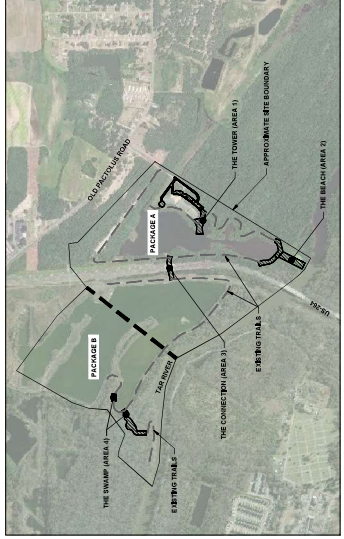 OLD PACTOLUS ROAD
THE TOWER (AREA 1)
APPROXIMATE SITE BOUNDARY
THE BEACH (AREA 2)
PACKAGE A
US-264
EXISTING TRAILS
THE CONNECTION (AREA 3)
PACKAGE B
TAR RIVER
THE SWAMP (AREA 4)
EXISTING TRAILS